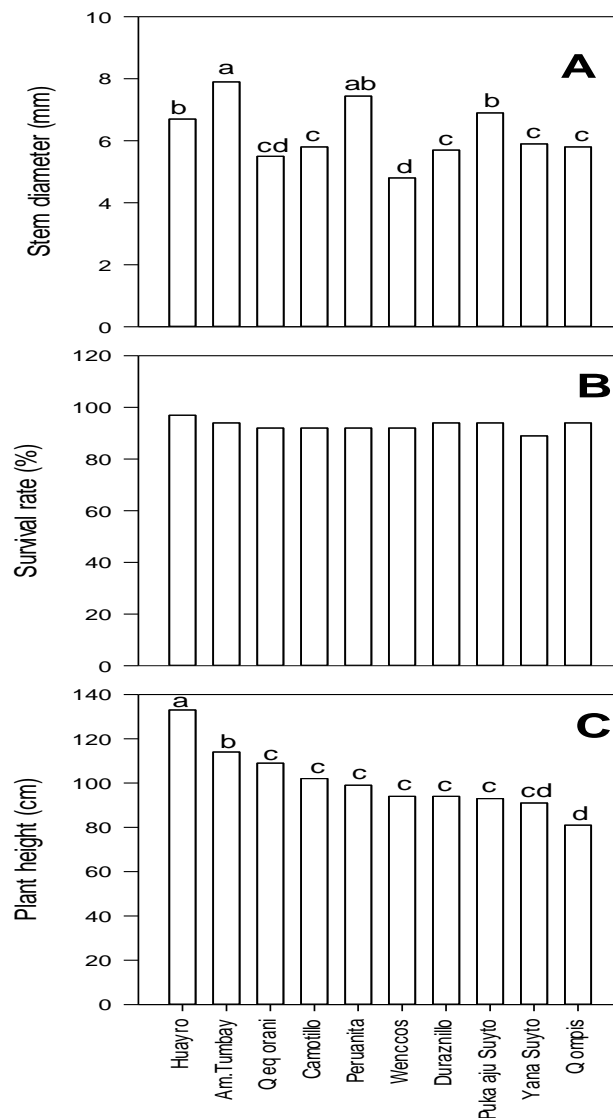 10
A
a
ab
8
b
b
Stem diameter (mm)
cd
c
c
c
c
6
d
4
2
0
120
B
100
Survival rate (%)
80
60
40
20
0
140
a
C
120
b
c
Plant height (cm)
c
c
c
c
c
cd
100
d
80
60
40
20
0
Huayro
Am.Tumbay
Qeq orani
Camotillo
Peruanita
Wenccos
Duraznillo
Puka aju Suyto
Yana Suyto
Qompis